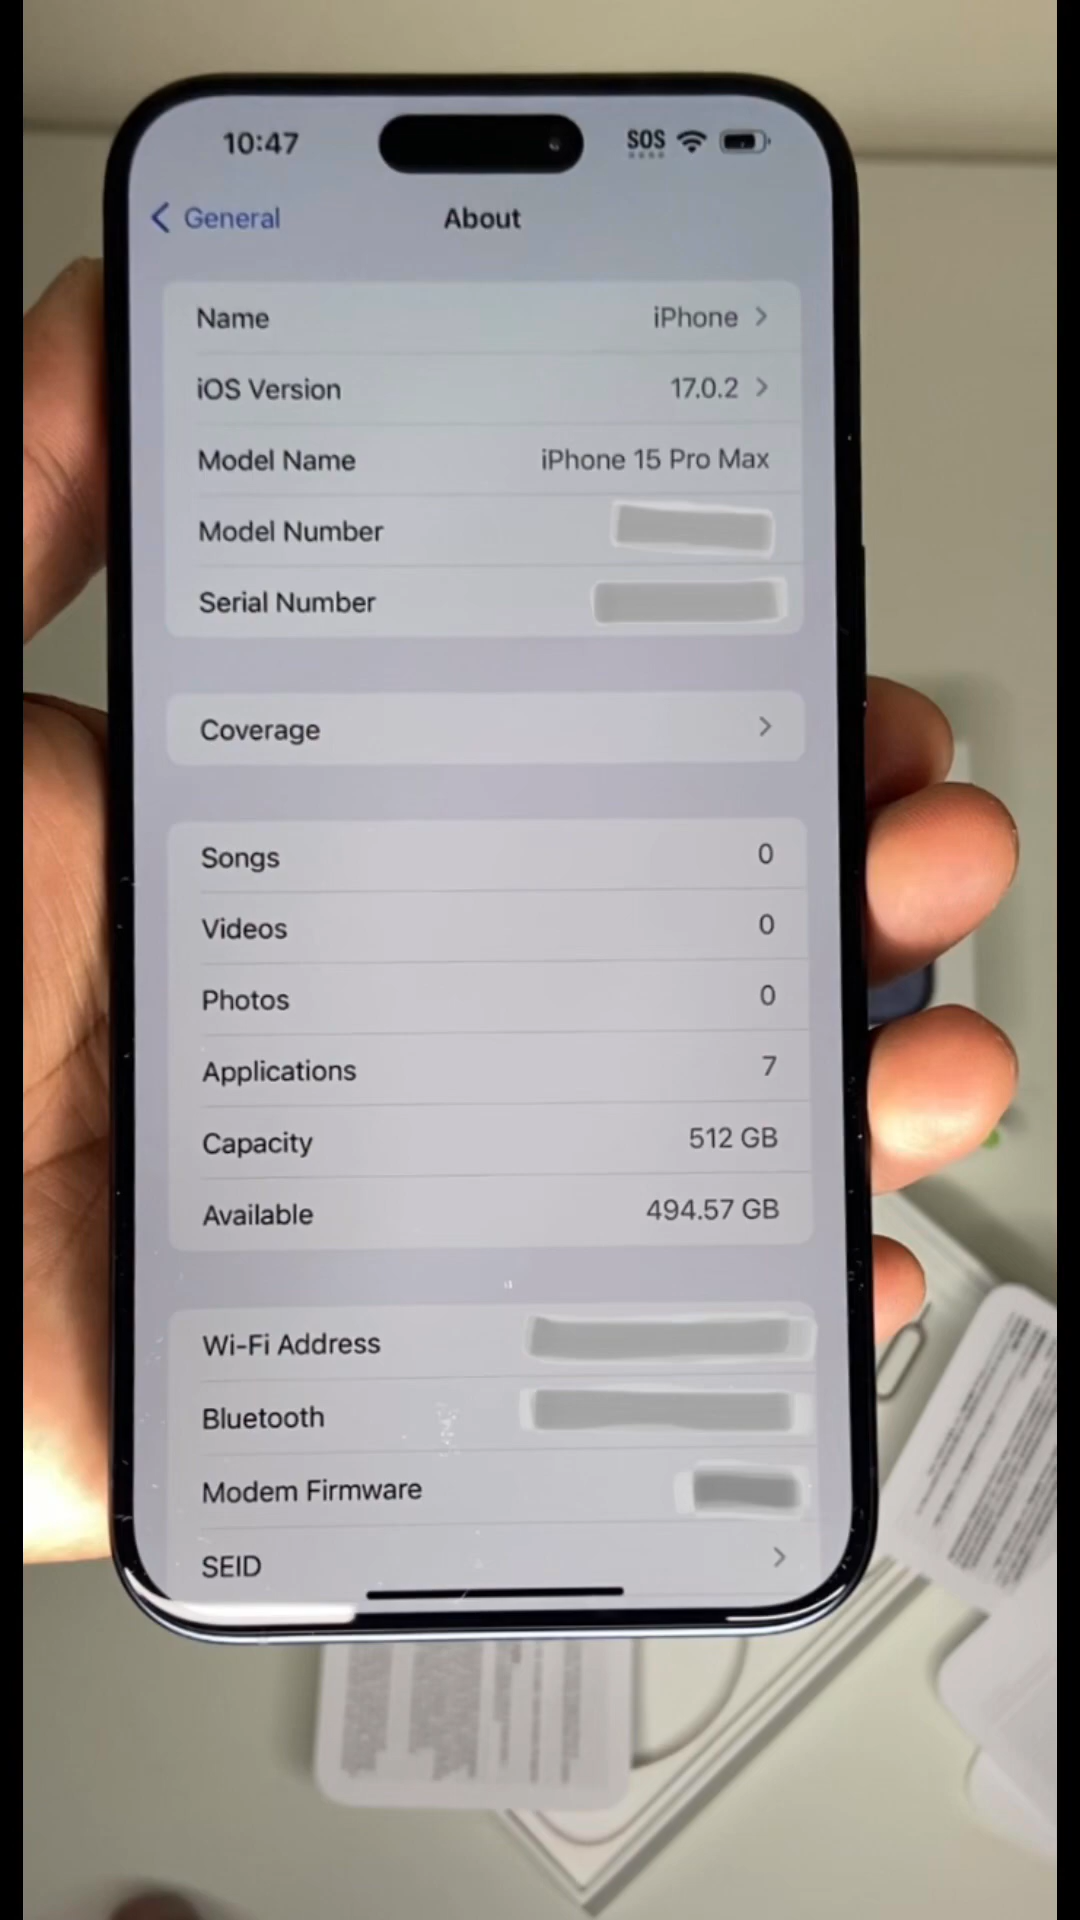 10:47
SOS
General
About
Name
iPhone
iOS Version
17.0.2
Model Name
iPhone 15 Pro Max
Model Number
Serial Number
Coverage
Songs
0
Videos
0
Photos
0
Applications
7
Capacity
512 GB
Available
494.57 GB
Wi-Fi Address
Bluetooth
Modem Firmware
SEID